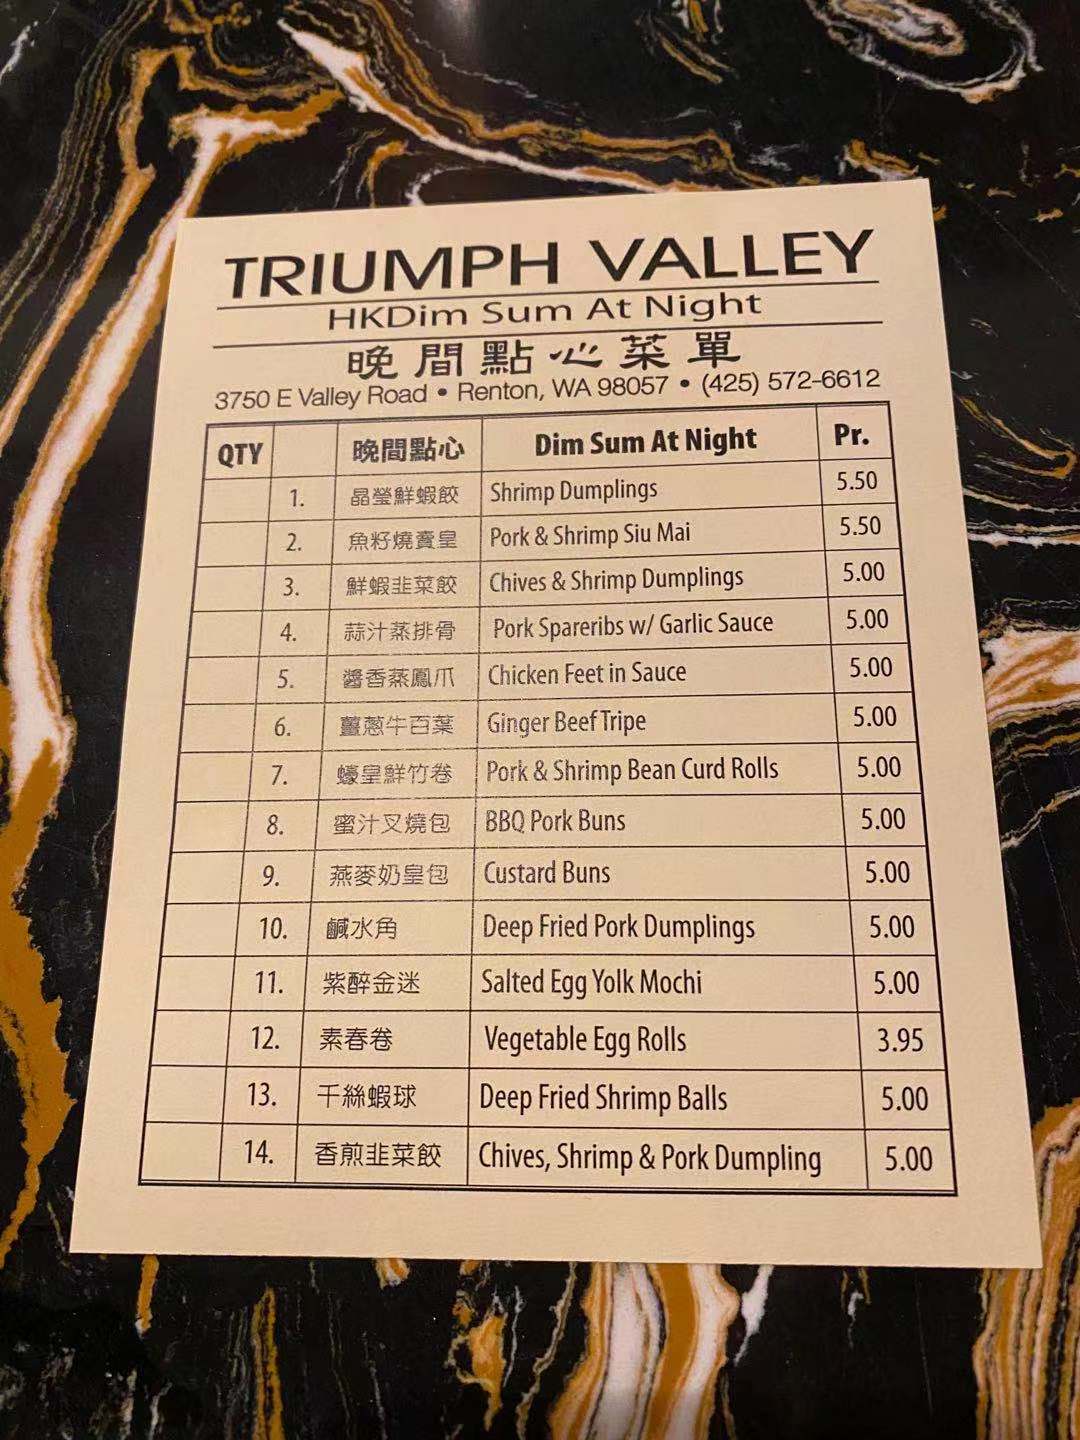 TRIUMPH VALLEY
HKDim Sum At Night
晚間點心菜單
3750 E Valley Road • Renton, WA 98057 • (425) 572-6612
QTY 晚間點心 Dim Sum At Night Pr.
1. 晶瑩鮮蝦餃 Shrimp Dumplings 5.50
2. 魚籽燒賣皇 Pork & Shrimp Siu Mai 5.50
3. 鮮蝦韭菜餃 Chives & Shrimp Dumplings 5.00
4. 蒜汁蒸排骨 Pork Spareribs w/ Garlic Sauce 5.00
5. 醬香蒸鳳爪 Chicken Feet in Sauce 5.00
6. 薑蔥牛百葉 Ginger Beef Tripe 5.00
7. 蠔皇鮮竹卷 Pork & Shrimp Bean Curd Rolls 5.00
8. 蜜汁叉燒包 BBQ Pork Buns 5.00
9. 燕麥奶皇包 Custard Buns 5.00
10. 鹹水角 Deep Fried Pork Dumplings 5.00
11. 紫醉金迷 Salted Egg Yolk Mochi 5.00
12. 素春卷 Vegetable Egg Rolls 3.95
13. 千絲蝦球 Deep Fried Shrimp Balls 5.00
14. 香煎韭菜餃 Chives, Shrimp & Pork Dumpling 5.00